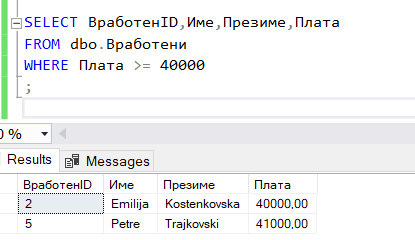 SELECT ВработенID,Име,Презиме,Плата
FROM dbo.Вработени
WHERE Плата >= 40000
;
0 %
Results Messages
ВработенID Име Презиме Плата
2 Emilija Kostenkovska 40000,00
5 Petre Trajkovski 41000,00